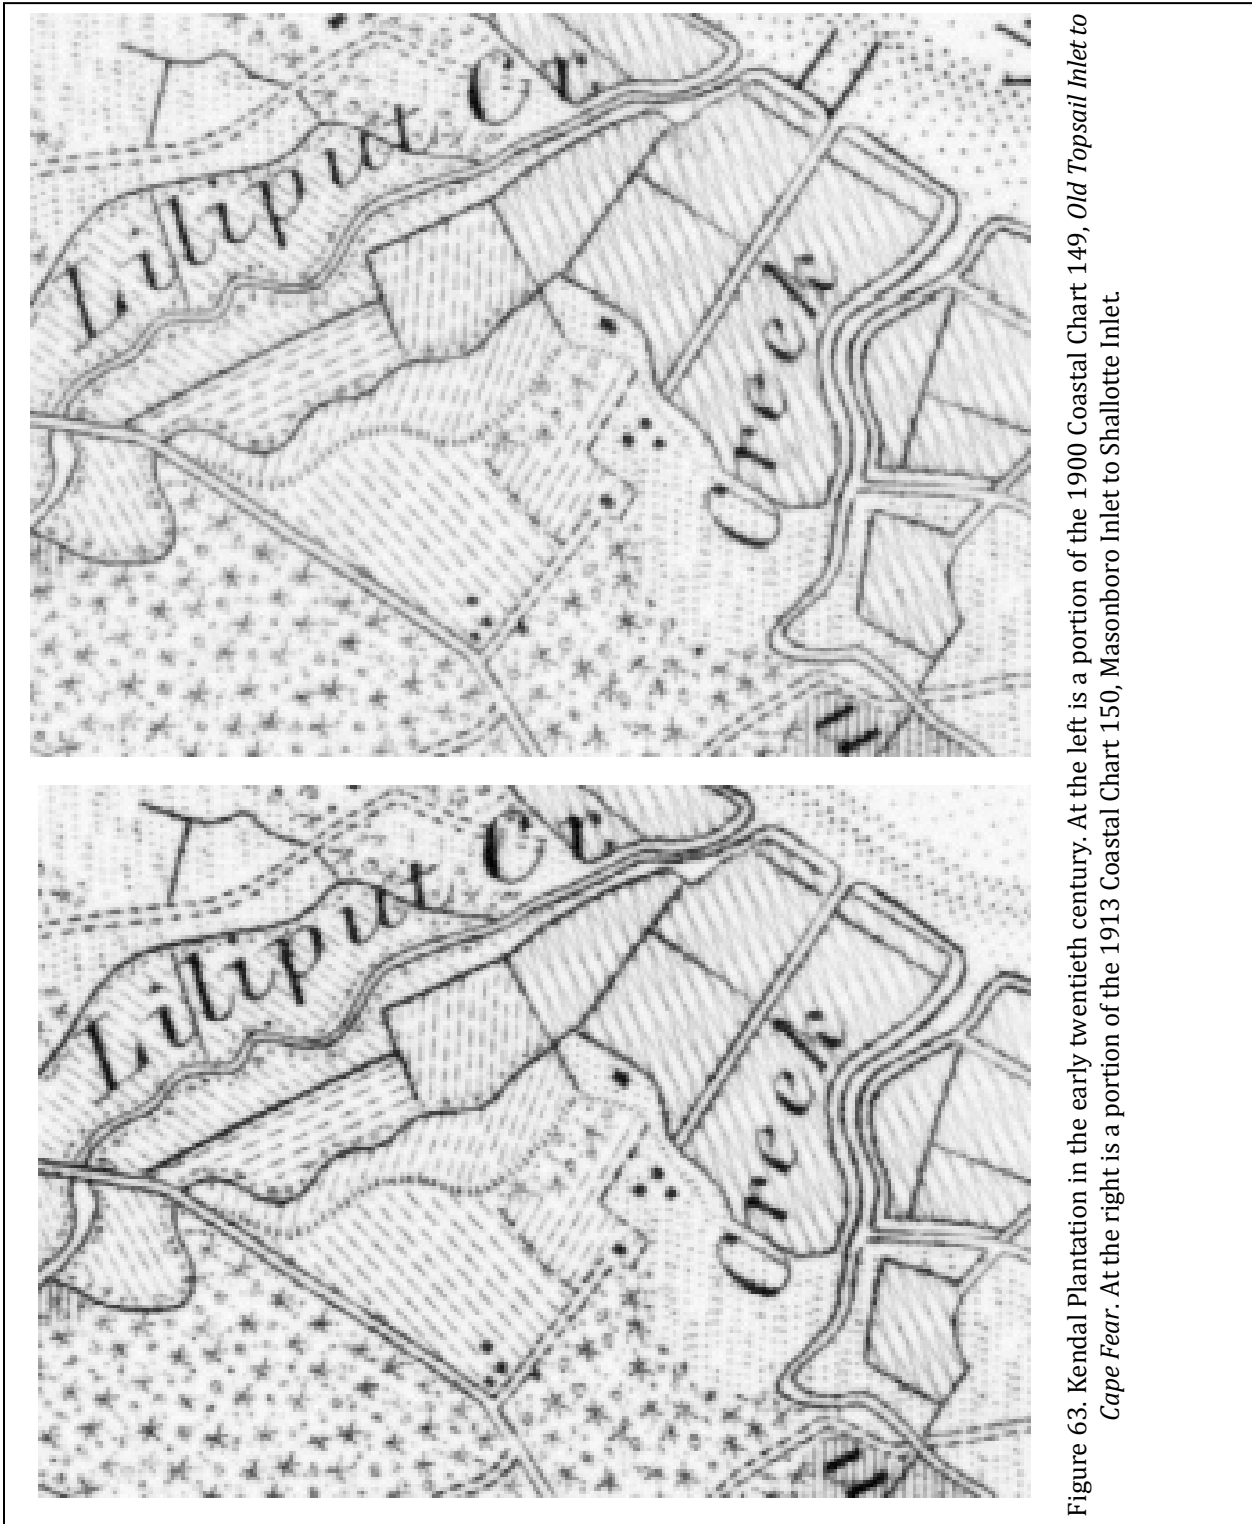 Liliput Cr.
Creek
Liliput Cr.
Creek
Figure 63. Kendal Plantation in the early twentieth century. At the left is a portion of the 1900 Coastal Chart 149, Old Topsail Inlet to
Cape Fear. At the right is a portion of the 1913 Coastal Chart 150, Masonboro Inlet to Shallotte Inlet.